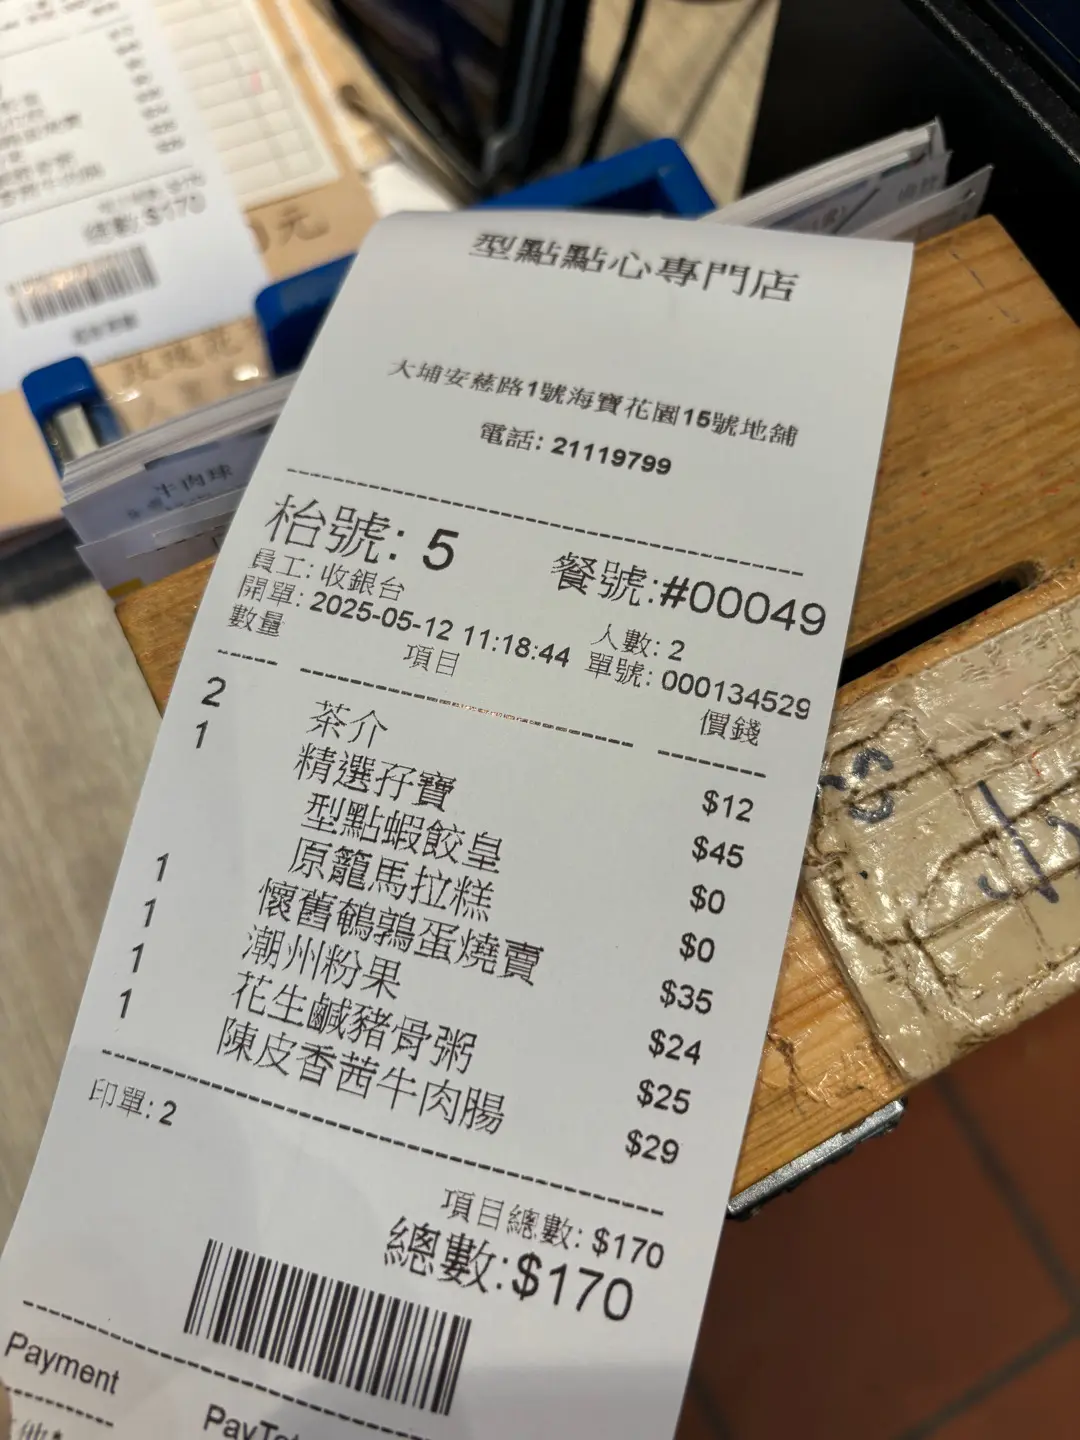 型點點心專門店
大埔安慈路1號海寶花園15號地舖
電話: 21119799
枱號: 5 餐號:#00049
員工: 收銀台 人數: 2
開單: 2025-05-12 11:18:44 單號: 000134529
數量 項目 價錢
2 茶介 $12
1 精選孖寶 $45
型點蝦餃皇 $0
原籠馬拉糕 $0
1 懷舊鵪鶉蛋燒賣 $35
1 潮州粉果 $24
1 花生鹹豬骨粥 $25
1 陳皮香茜牛肉腸 $29
印單: 2
項目總數: $170
總數:$170
Payment
總數:$170
牛肉球